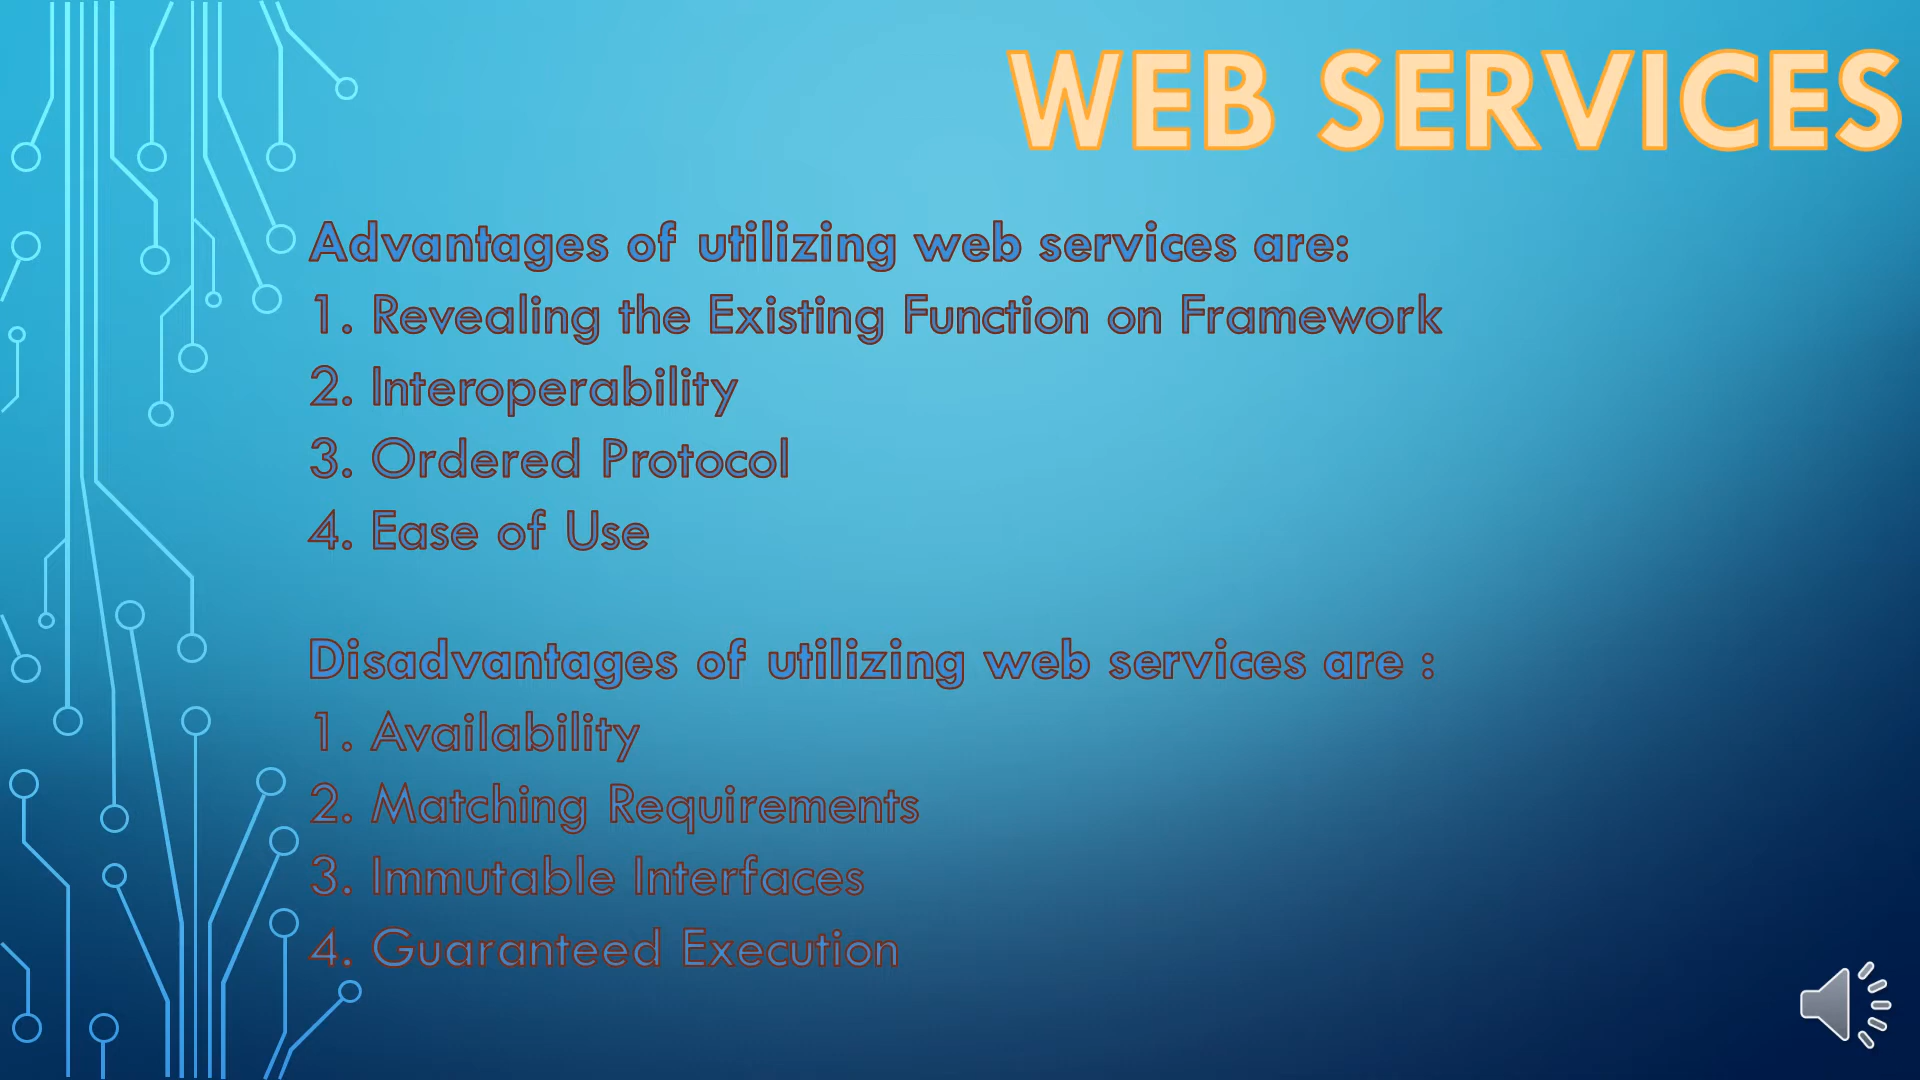 WEB SERVICES
Advantages of utilizing web services are:
1. Revealing the Existing Function on Framework
2. Interoperability
3. Ordered Protocol
4. Ease of Use
Disadvantages of utilizing web services are :
1. Availability
2. Matching Requirements
3. Immutable Interfaces
4. Guaranteed Execution